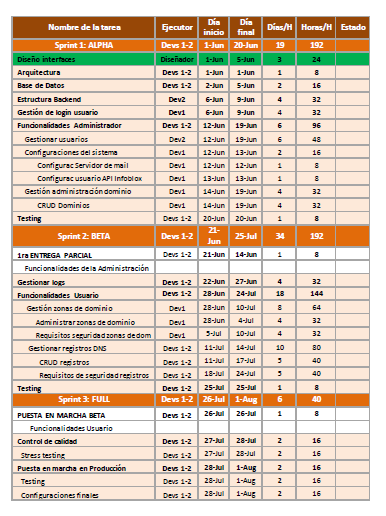 Nombre de la tarea Ejecutor Día inicio Día final Días/H Horas/H Estado
Sprint 1: ALPHA Devs 1-2 1-Jun 20-Jun 19 192
Diseño interfaces Diseñador 1-Jun 5-Jun 3 24
Arquitectura Devs 1-2 1-Jun 1-Jun 1 8
Base de Datos Devs 1-2 2-Jun 5-Jun 2 16
Estructura Backend Dev2 6-Jun 9-Jun 4 32
Gestión de login usuario Dev1 6-Jun 9-Jun 4 32
Funcionalidades Administrador Devs 1-2 12-Jun 19-Jun 6 96
Gestionar usuarios Dev2 12-Jun 19-Jun 6 48
Configuraciones del sistema Dev1 12-Jun 13-Jun 2 16
Configurac Servidor de mail Dev1 12-Jun 12-Jun 1 8
Configurac usuario API Infoblox Dev1 13-Jun 13-Jun 1 8
Gestión administración dominio Dev1 14-Jun 19-Jun 4 32
CRUD Dominios Dev1 14-Jun 19-Jun 4 32
Testing Devs 1-2 20-Jun 20-Jun 1 8
Sprint 2: BETA Devs 1-2 21-Jun 25-Jul 34 192
1ra ENTREGA PARCIAL Devs 1-2 21-Jun 14-Jun 1 8
Funcionalidades de la Administración
Gestionar logs Devs 1-2 22-Jun 27-Jun 4 32
Funcionalidades Usuario Devs 1-2 28-Jun 24-Jul 18 144
Gestión zonas de dominio Dev1 28-Jun 10-Jul 8 64
Administrar zonas de dominio Dev1 28-Jun 4-Jul 4 32
Requisitos seguridad zonas de dom Dev1 5-Jul 10-Jul 4 32
Gestionar registros DNS Devs 1-2 11-Jul 14-Jul 10 80
CRUD registros Devs 1-2 11-Jul 17-Jul 5 40
Requisitos de seguridad registros Devs 1-2 18-Jul 24-Jul 5 40
Testing Devs 1-2 25-Jul 25-Jul 1 8
Sprint 3: FULL Devs 1-2 26-Jul 1-Aug 6 40
PUESTA EN MARCHA BETA Devs 1-2 26-Jul 26-Jul 1 8
Funcionalidades Usuario
Control de calidad Devs 1-2 27-Jul 28-Jul 2 16
Stress testing Devs 1-2 27-Jul 28-Jul 2 16
Puesta en marcha en Producción Devs 1-2 28-Jul 1-Aug 2 16
Testing Devs 1-2 28-Jul 1-Aug 2 16
Configuraciones finales Devs 1-2 28-Jul 1-Aug 2 16